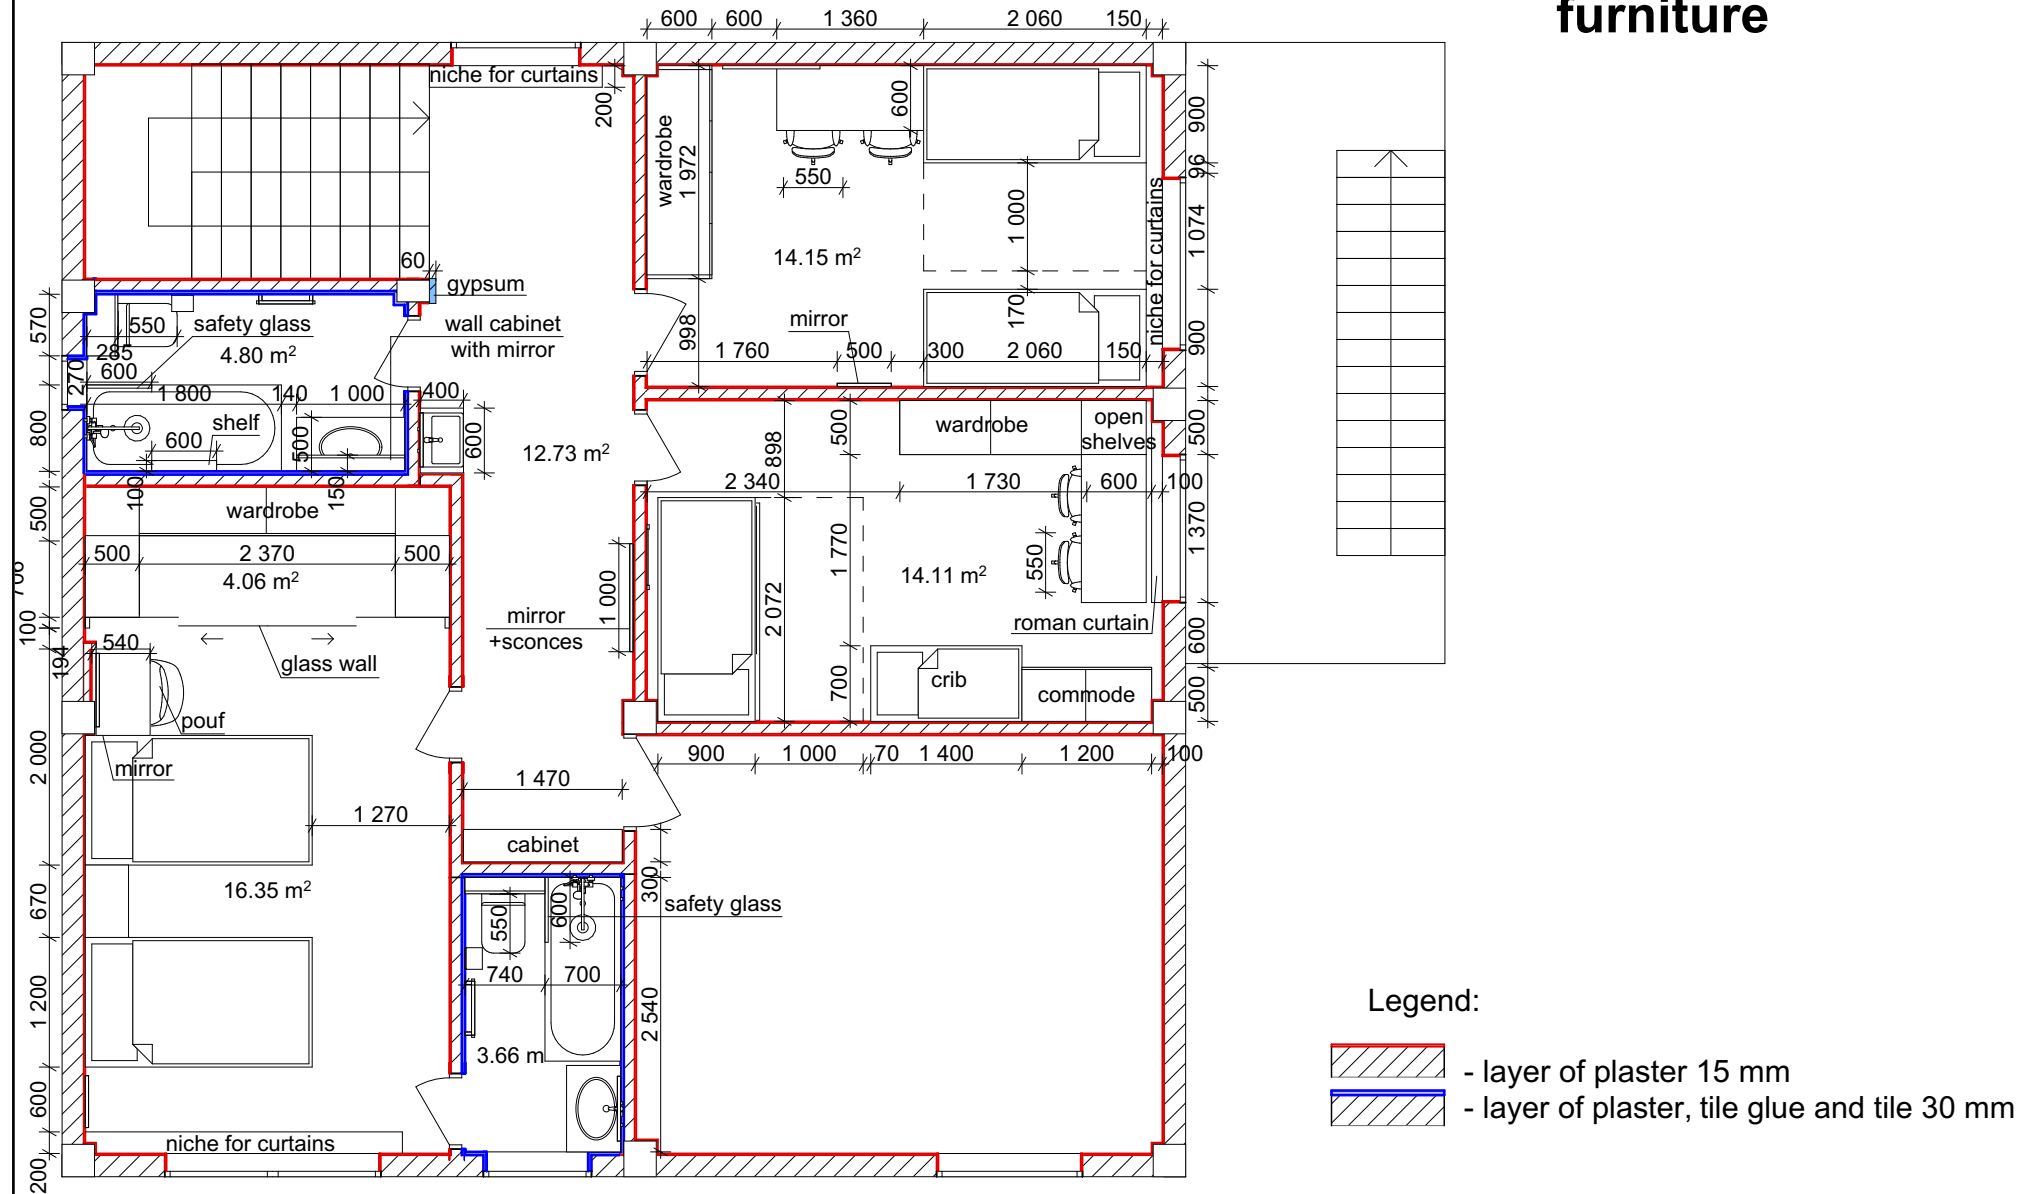 furniture
600 600 1 360 2 060 150
niche for curtains
200
wardrobe
1 972
600
550
900
96
1 074
900
1 000
niche for curtains
14.15 m²
60
gypsum
170
mirror
998
1 760 500 300 2 060 150
570
550
safety glass
4.80 m²
wall cabinet
with mirror
285
270
600
1 800 140 1 000 400
800
shelf
600
500
600
100
150
12.73 m²
500
898
wardrobe
open
shelves
500
2 340 1 730 600 100
1 370
500
wardrobe
500 2 370 500
4.06 m²
1 770
14.11 m²
550
1 000
2 072
mirror
+sconces
roman curtain
600
100
194
540
glass wall
700
crib
commode
500
pouf
mirror
2 000
900 1 000 70 1 400 1 200 100
1 470
1 270
cabinet
300
16.35 m²
670
safety glass
550
600
740 700
2 540
1 200
3.66 m
600
niche for curtains
200
Legend:
- layer of plaster 15 mm
- layer of plaster, tile glue and tile 30 mm